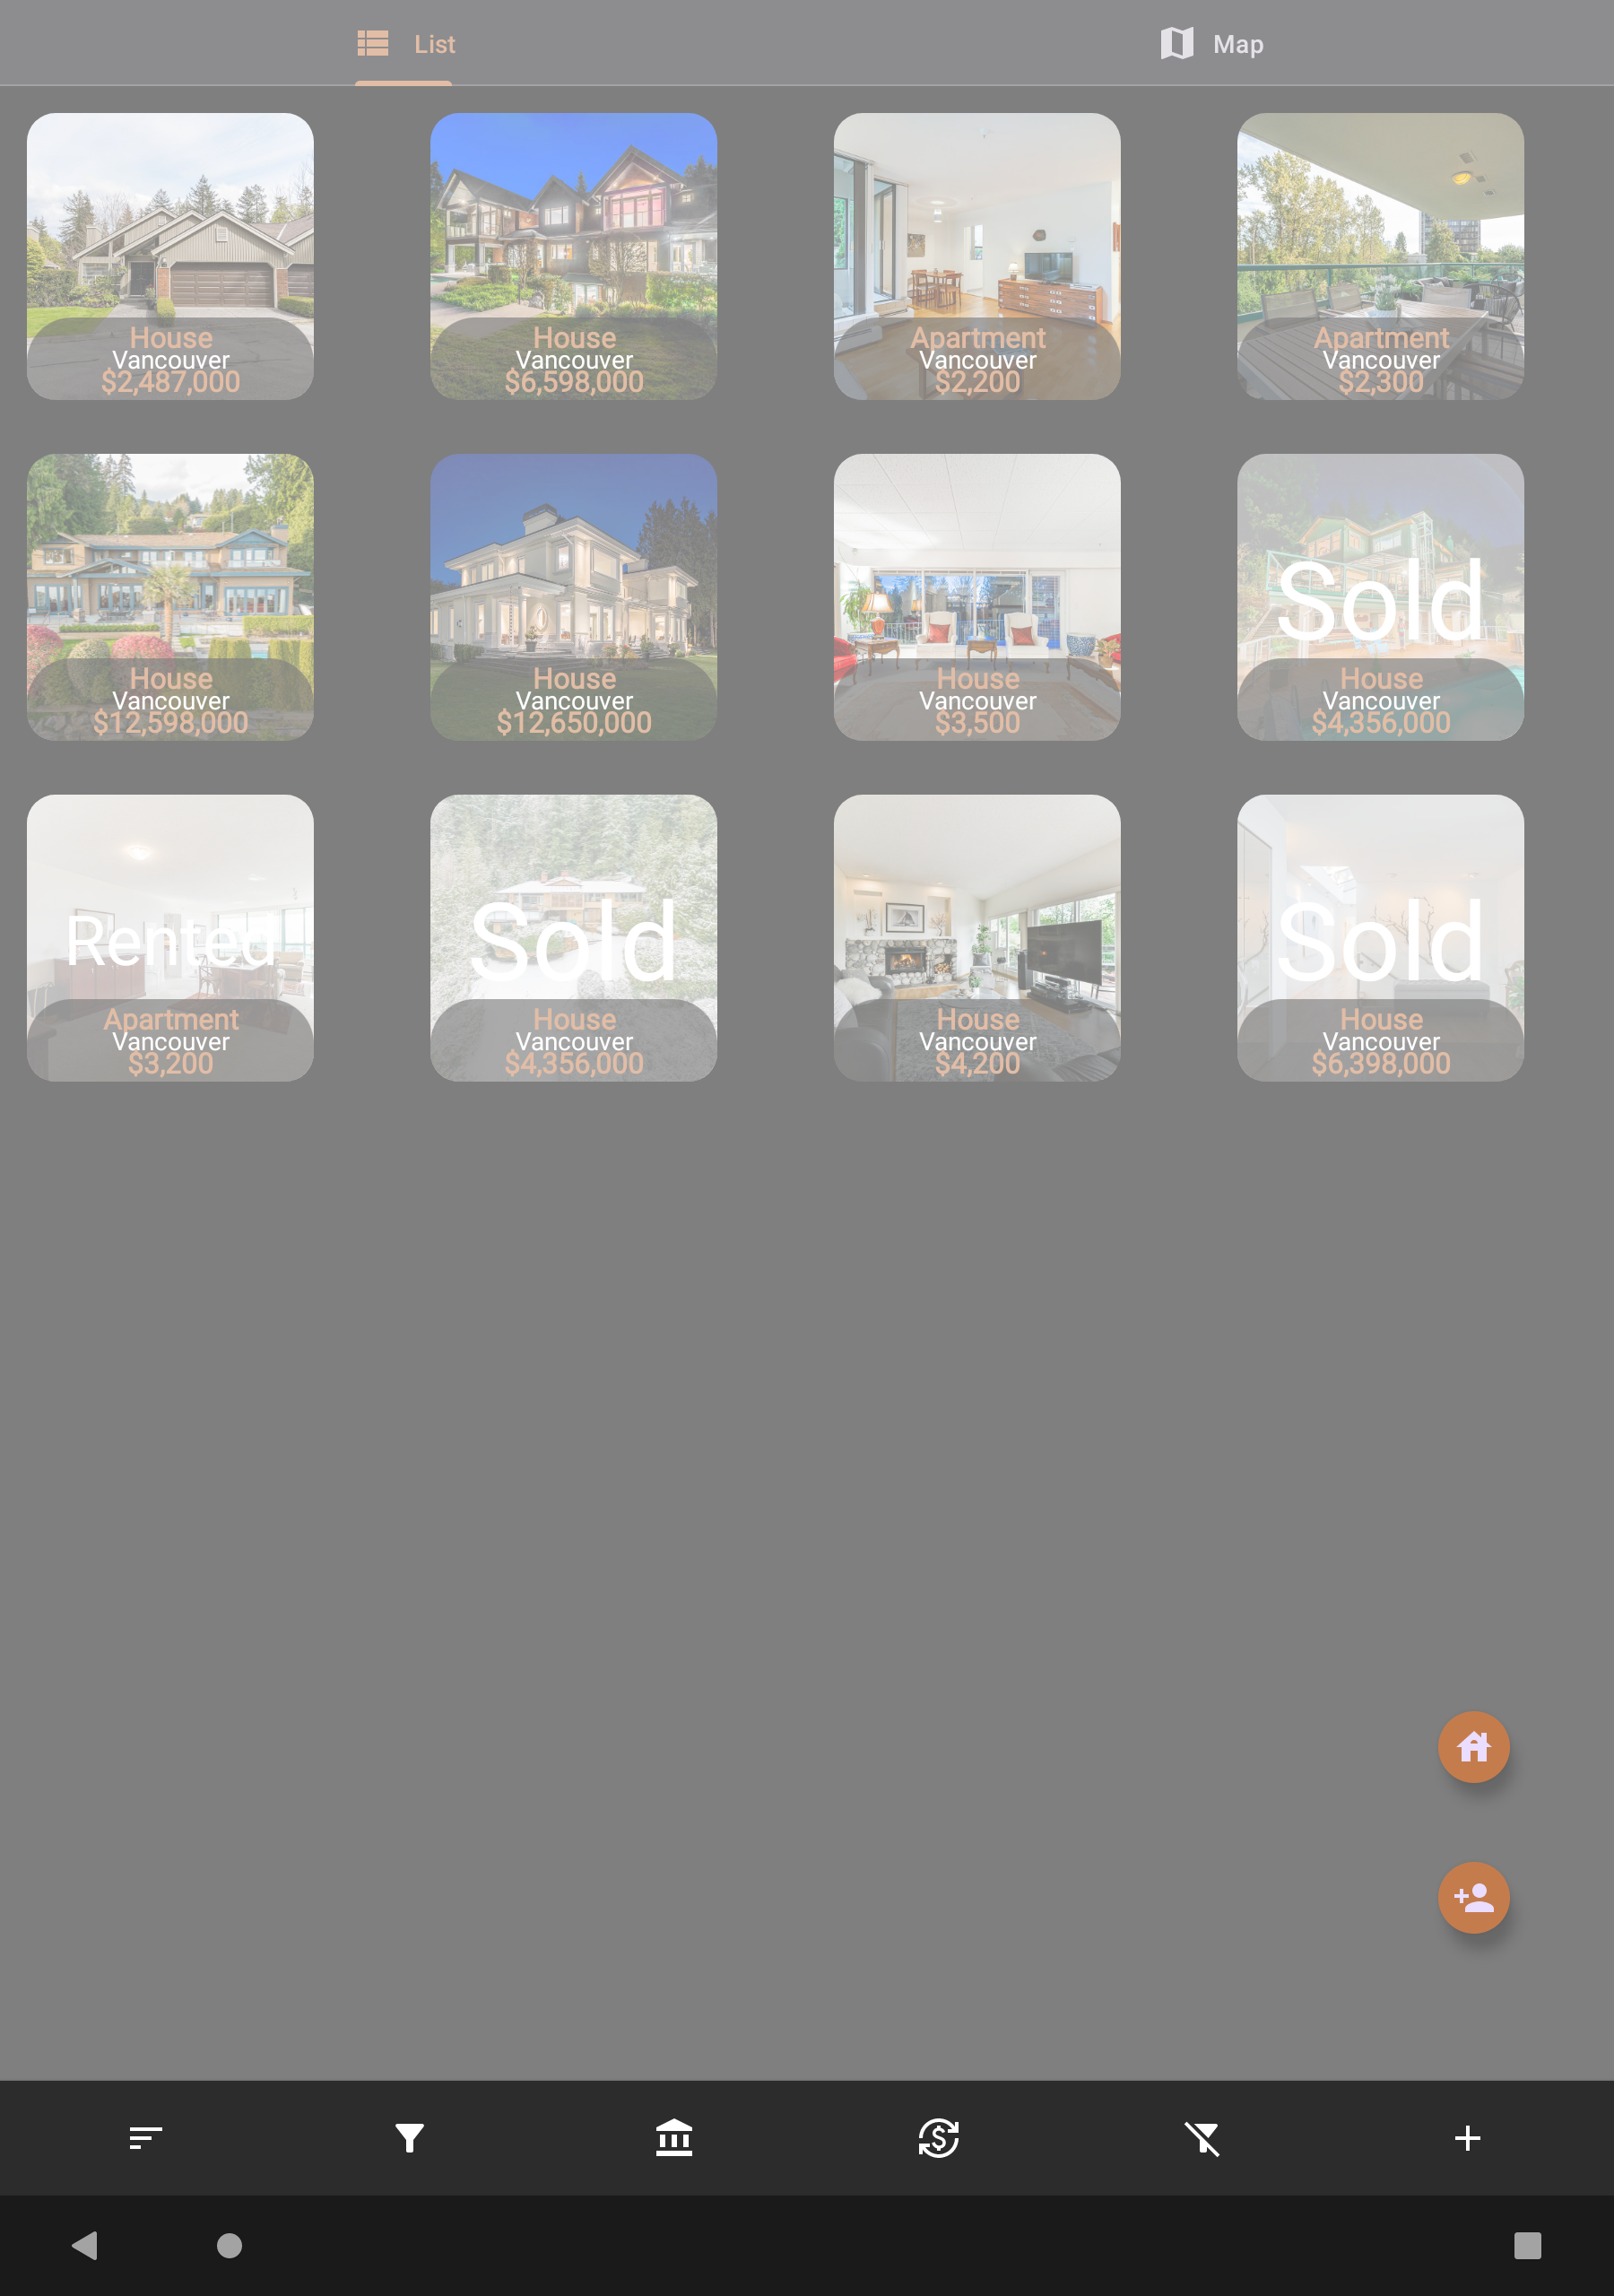 List
Map
House
Vancouver
$2,487,000
House
Vancouver
$6,598,000
Apartment
Vancouver
$2,200
Apartment
Vancouver
$2,300
House
Vancouver
$12,598,000
House
Vancouver
$12,650,000
House
Vancouver
$3,500
Sold
House
Vancouver
$4,356,000
Rented
Apartment
Vancouver
$3,200
Sold
House
Vancouver
$4,356,000
House
Vancouver
$4,200
Sold
House
Vancouver
$6,398,000